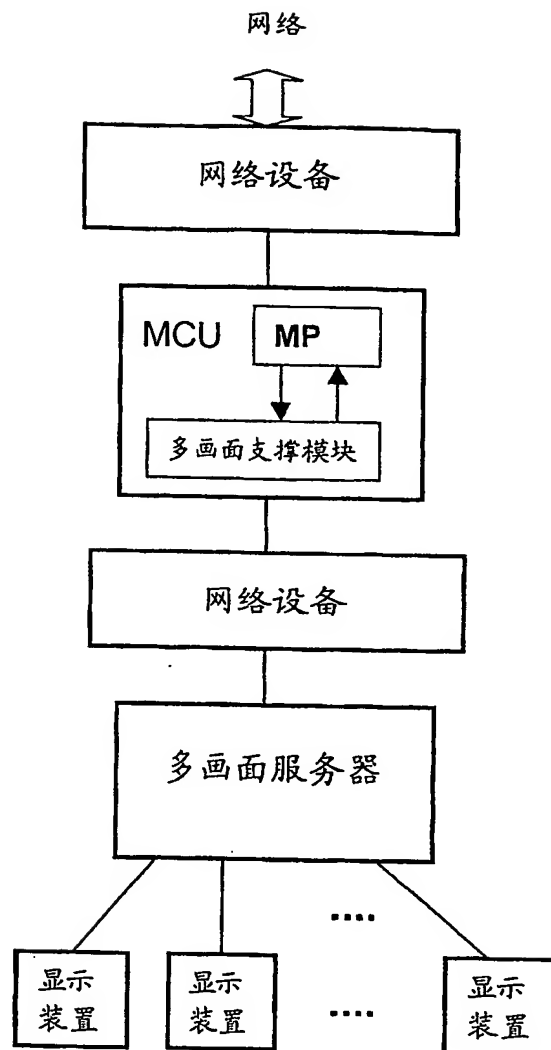 网络
网络设备
MCU
MP
多画面支撑模块
网络设备
多画面服务器
....
显示
装置
显示
装置
....
显示
装置